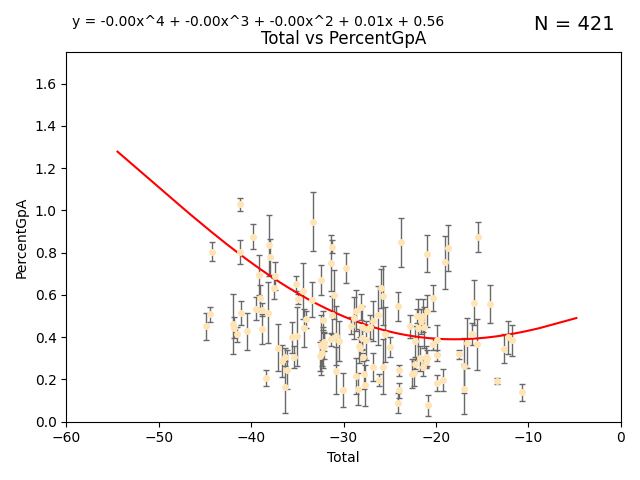 y = -0.00x^4 + -0.00x^3 + -0.00x^2 + 0.01x + 0.56
N = 421
Total vs PercentGpA
1.6
1.4
1.2
1.0
0.8
0.6
0.4
0.2
0.0
PercentGpA
−60 −50 −40 −30 −20 −10 0
Total